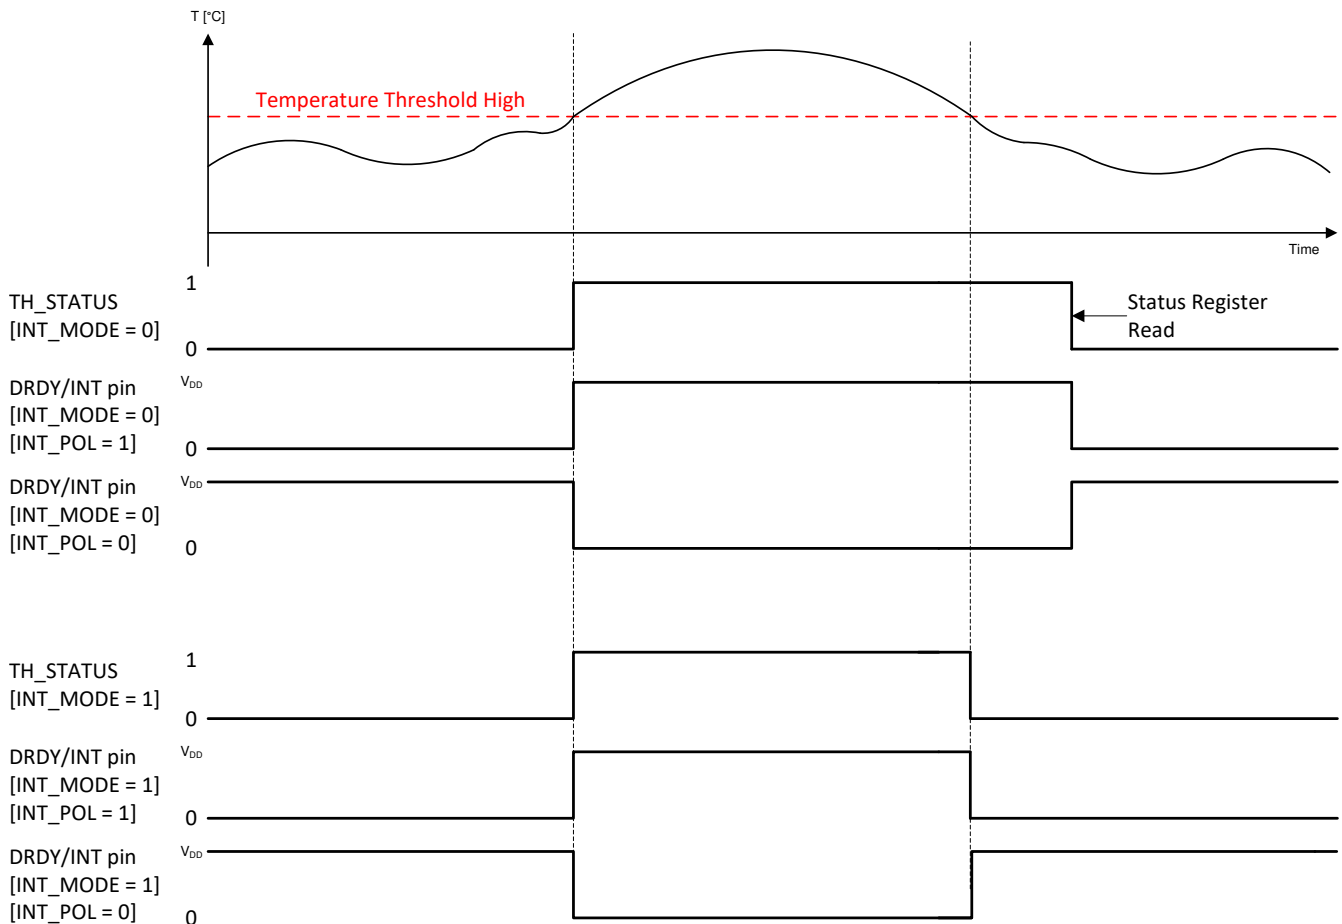 T [°C]
Temperature Threshold High
Time
TH_STATUS
[INT_MODE = 0]
1
0
Status Register
Read
DRDY/INT pin
[INT_MODE = 0]
[INT_POL = 1]
VDD
0
DRDY/INT pin
[INT_MODE = 0]
[INT_POL = 0]
VDD
0
TH_STATUS
[INT_MODE = 1]
1
0
DRDY/INT pin
[INT_MODE = 1]
[INT_POL = 1]
VDD
0
DRDY/INT pin
[INT_MODE = 1]
[INT_POL = 0]
VDD
0